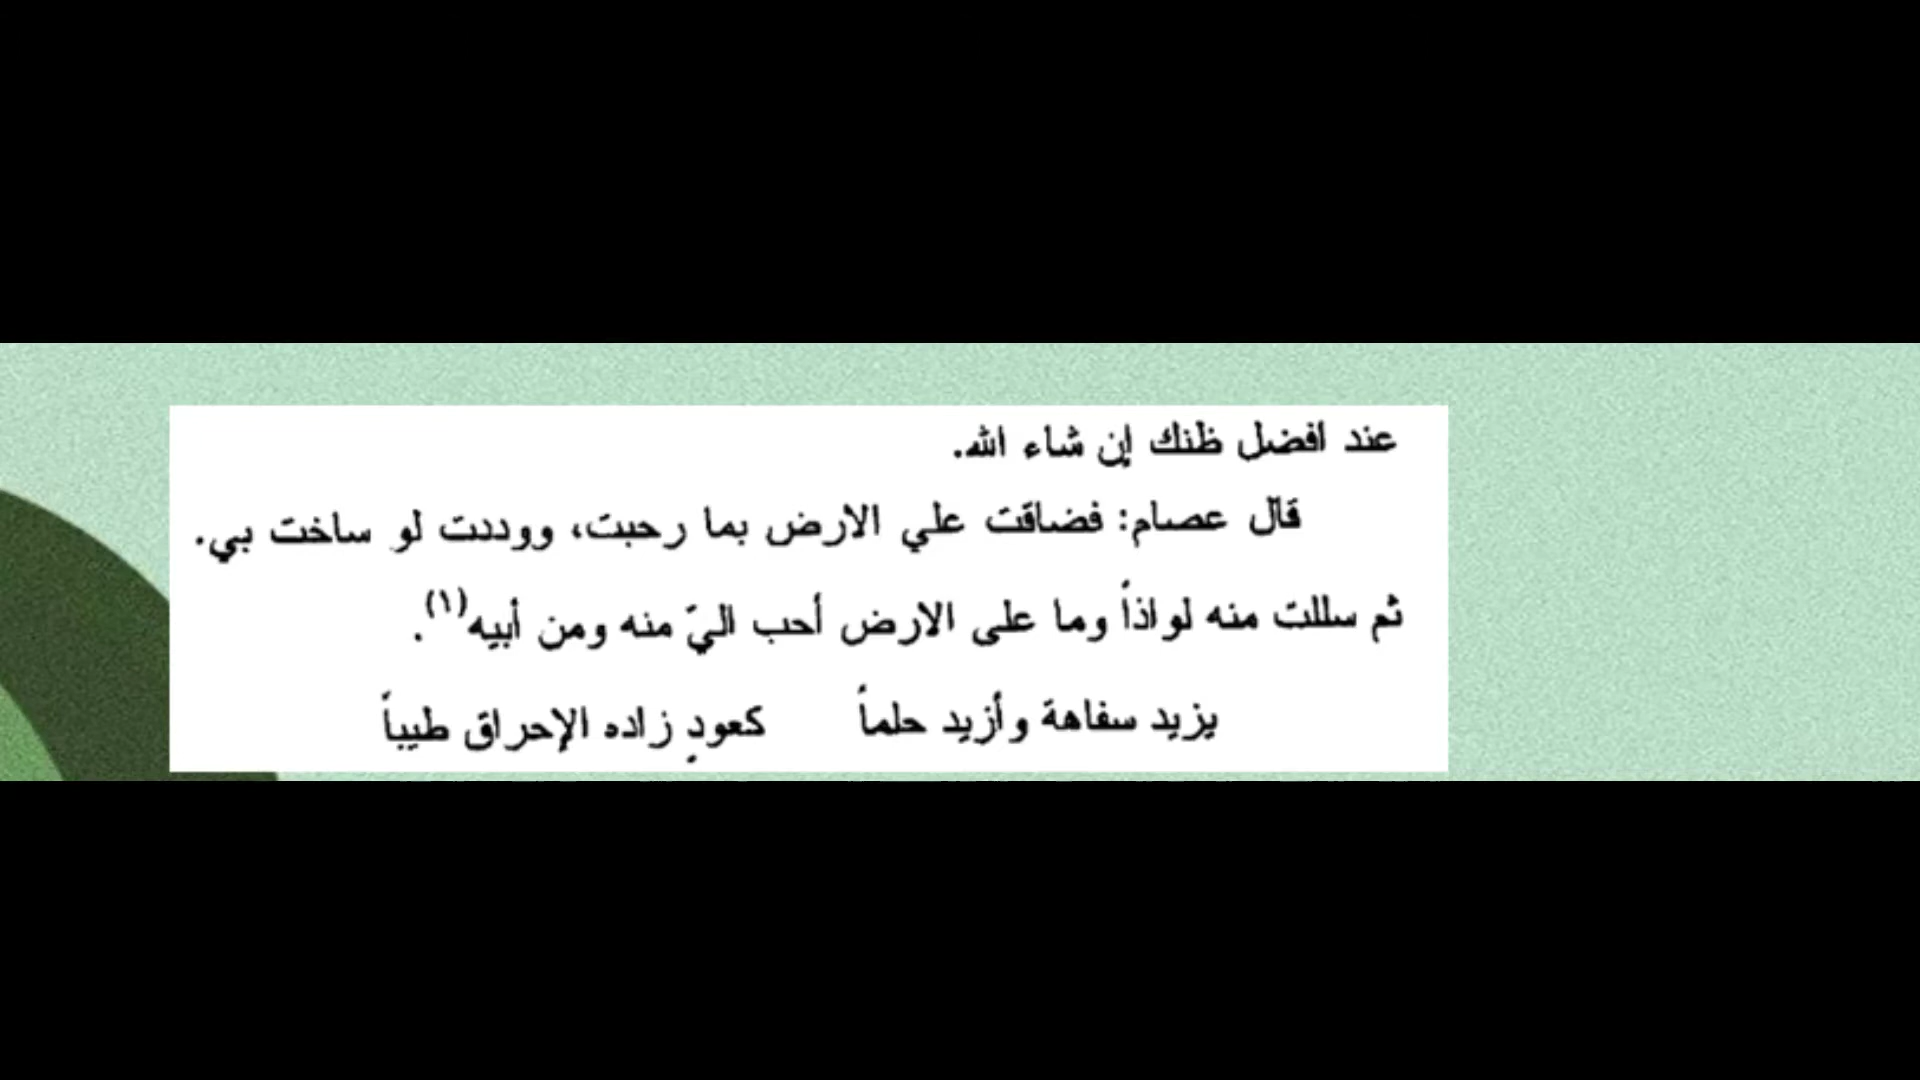 عند افضل ظنك إن شاء الله.
قال عصام: فضاقت علي الارض بما رحبت، ووددت لو ساخت بي.
ثم سللت منه لواذاً وما على الارض أحب اليّ منه ومن أبيه(١).
يزيد سفاهة وأزيد حلماً كعودٍ زاده الإحراق طيباً